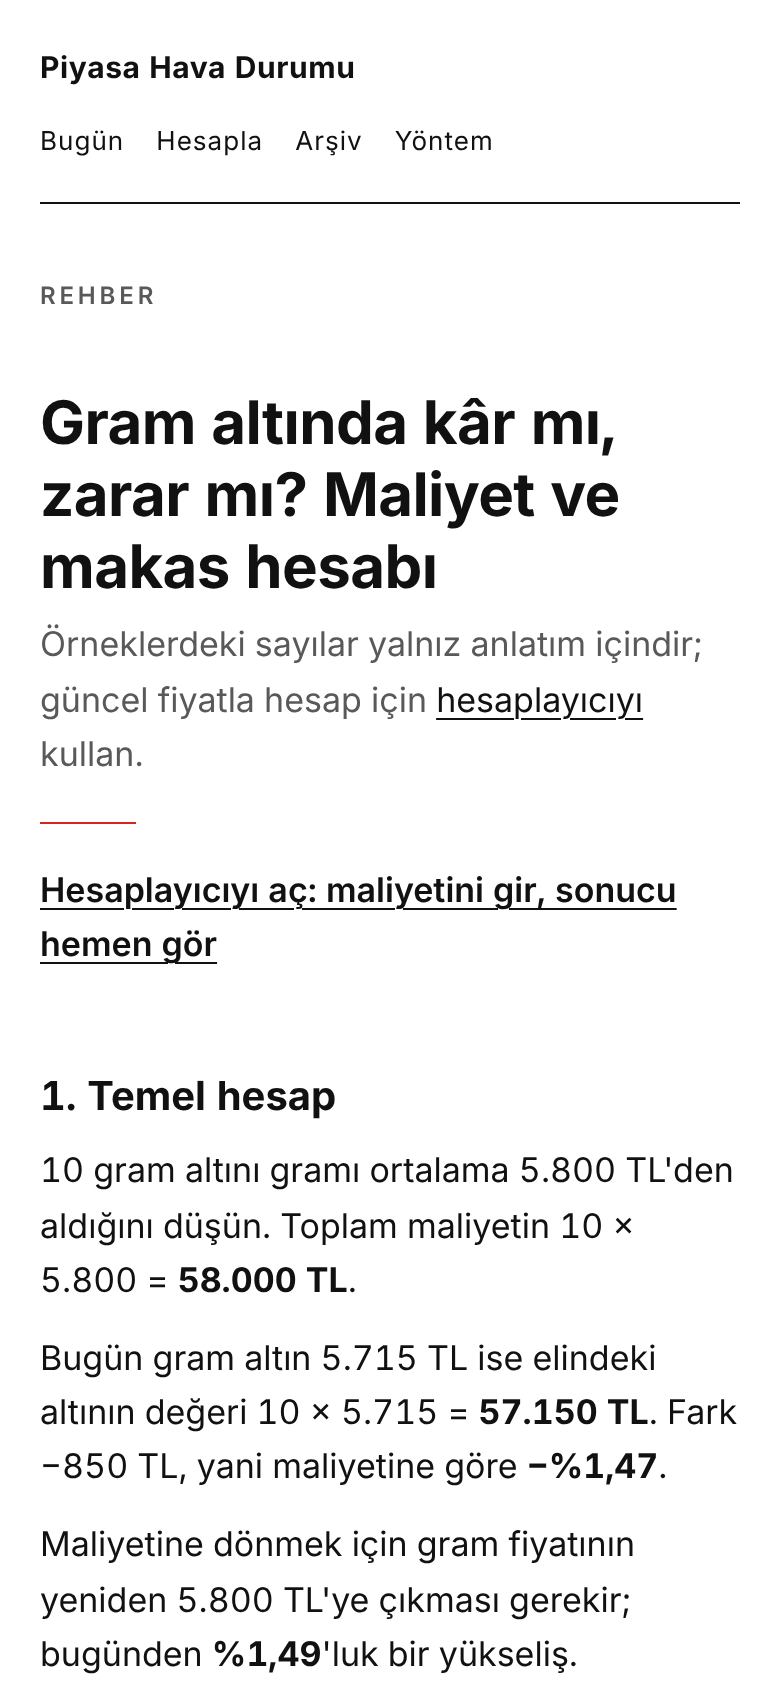 Piyasa Hava Durumu
Bugün Hesapla Arşiv Yöntem
REHBER
Gram altında kâr mı,
zarar mı? Maliyet ve
makas hesabı
Örneklerdeki sayılar yalnız anlatım içindir;
güncel fiyatla hesap için hesaplayıcıyı
kullan.
Hesaplayıcıyı aç: maliyetini gir, sonucu
hemen gör
1. Temel hesap
10 gram altını gramı ortalama 5.800 TL'den
aldığını düşün. Toplam maliyetin 10 ×
5.800 = 58.000 TL.
Bugün gram altın 5.715 TL ise elindeki
altının değeri 10 × 5.715 = 57.150 TL. Fark
−850 TL, yani maliyetine göre −%1,47.
Maliyetine dönmek için gram fiyatının
yeniden 5.800 TL'ye çıkması gerekir;
bugünden %1,49'luk bir yükseliş.